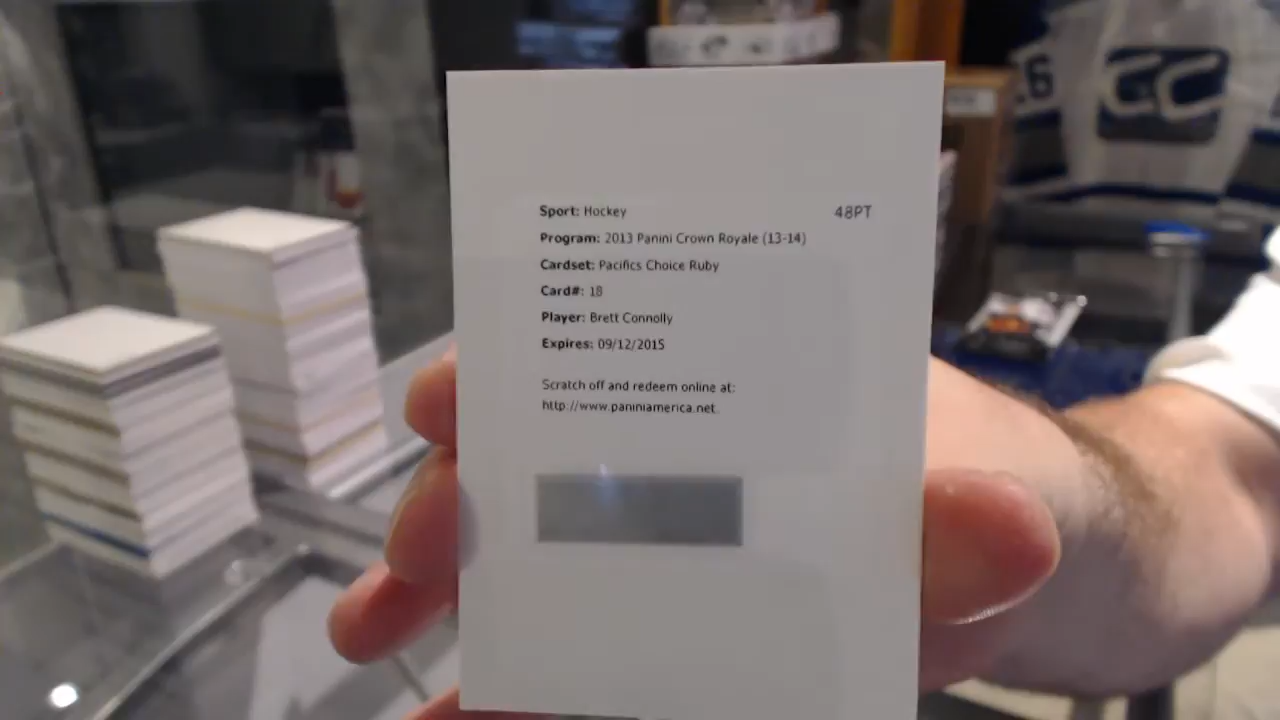 Sport: Hockey 48PT
Program: 2013 Panini Crown Royale (13-14)
Cardset: Pacifics Choice Ruby
Card#: 18
Player: Brett Connolly
Expires: 09/12/2015
Scratch off and redeem online at:
http://www.paniniamerica.net.
CC